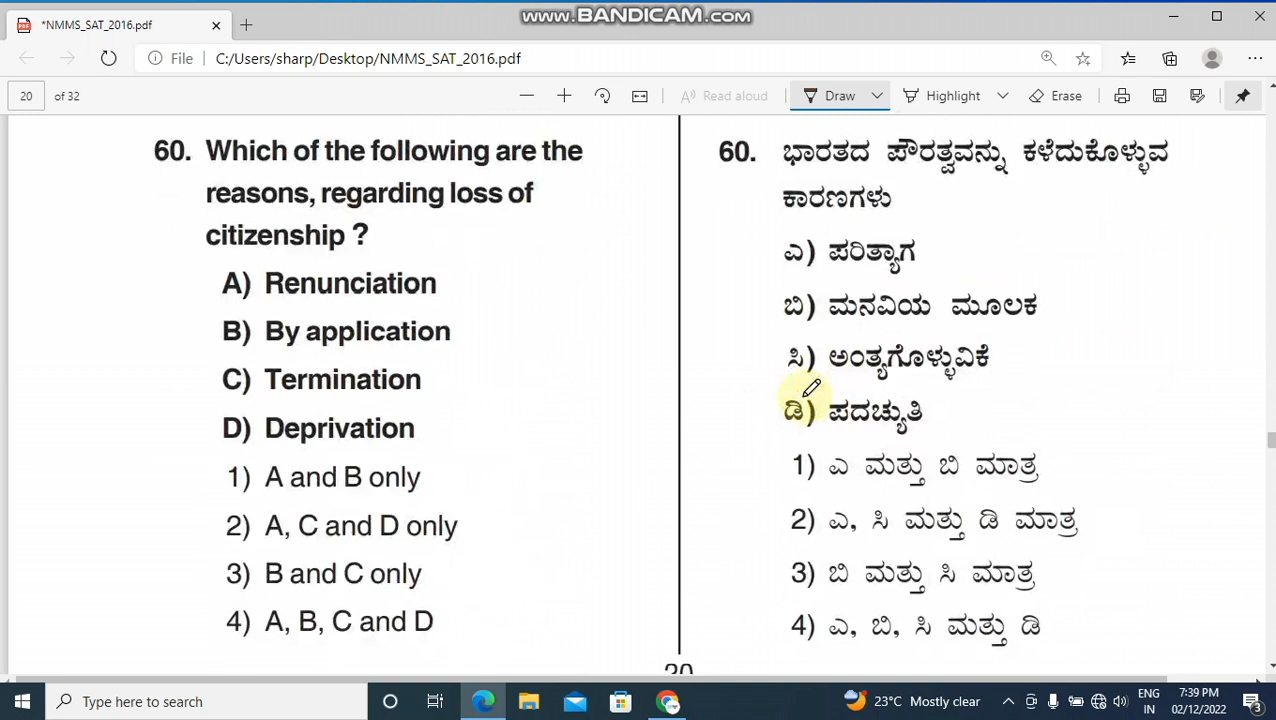 www.BANDICAM.com
*NMMS_SAT_2016.pdf
File C:/Users/sharp/Desktop/NMMS_SAT_2016.pdf
20 of 32 Read aloud Draw Highlight Erase
60. Which of the following are the
reasons, regarding loss of
citizenship ?
A) Renunciation
B) By application
C) Termination
D) Deprivation
1) A and B only
2) A, C and D only
3) B and C only
4) A, B, C and D
60. ಭಾರತದ ಪೌರತ್ವವನ್ನು ಕಳೆದುಕೊಳ್ಳುವ
ಕಾರಣಗಳು
ಎ) ಪರಿತ್ಯಾಗ
ಬಿ) ಮನವಿಯ ಮೂಲಕ
ಸಿ) ಅಂತ್ಯಗೊಳ್ಳುವಿಕೆ
ಡಿ) ಪದಚ್ಯುತಿ
1) ಎ ಮತ್ತು ಬಿ ಮಾತ್ರ
2) ಎ, ಸಿ ಮತ್ತು ಡಿ ಮಾತ್ರ
3) ಬಿ ಮತ್ತು ಸಿ ಮಾತ್ರ
4) ಎ, ಬಿ, ಸಿ ಮತ್ತು ಡಿ
20
Type here to search
23°C Mostly clear
ENG
IN
7:39 PM
02/12/2022
3